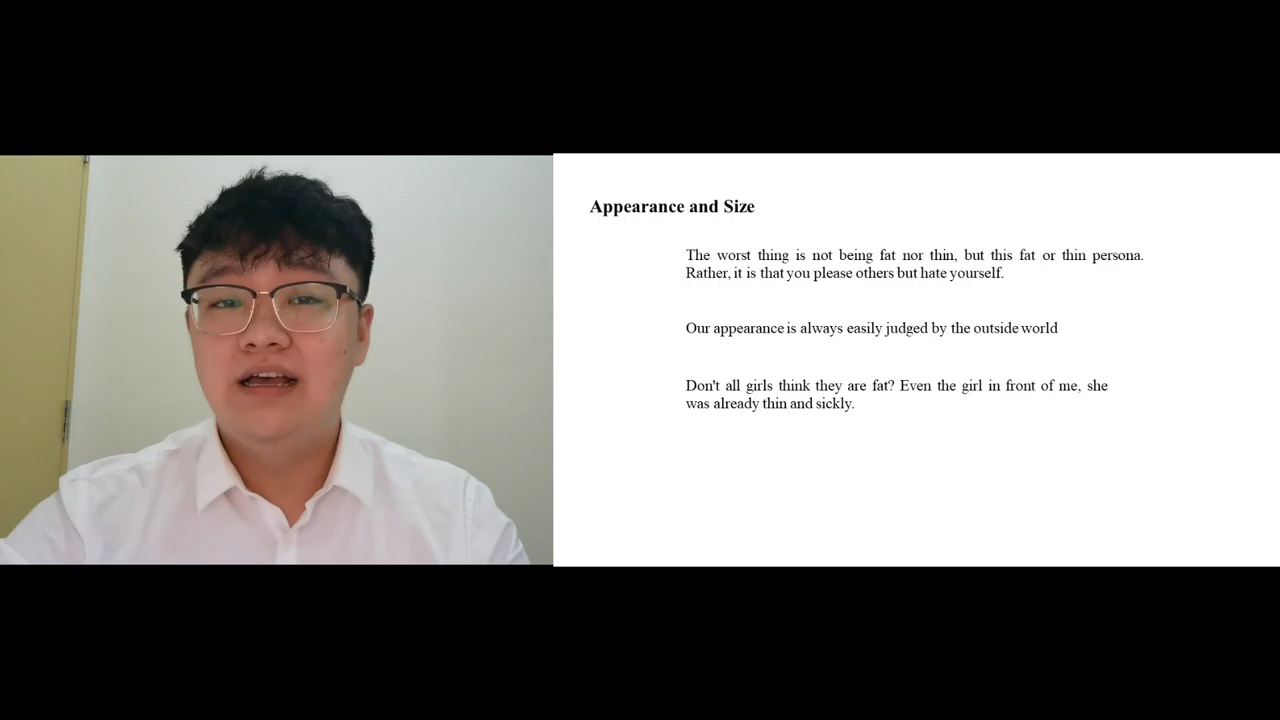 Appearance and Size
The worst thing is not being fat nor thin, but this fat or thin persona.
Rather, it is that you please others but hate yourself.
Our appearance is always easily judged by the outside world
Don't all girls think they are fat? Even the girl in front of me, she
was already thin and sickly.